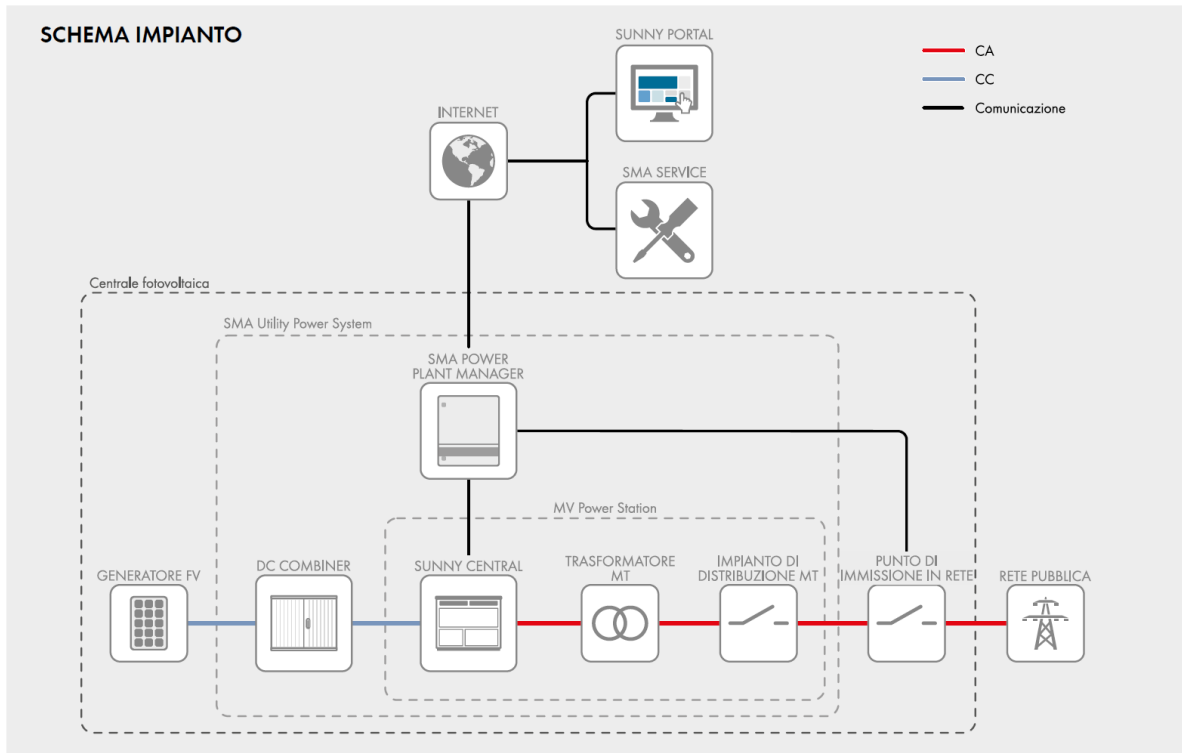 SCHEMA IMPIANTO
SUNNY PORTAL
CA
CC
Comunicazione
INTERNET
SMA SERVICE
Centrale fotovoltaica
SMA Utility Power System
SMA POWER
PLANT MANAGER
MV Power Station
GENERATORE FV
DC COMBINER
SUNNY CENTRAL
TRASFORMATORE
MT
IMPIANTO DI
DISTRIBUZIONE MT
PUNTO DI
IMMISSIONE IN RETE
RETE PUBBLICA